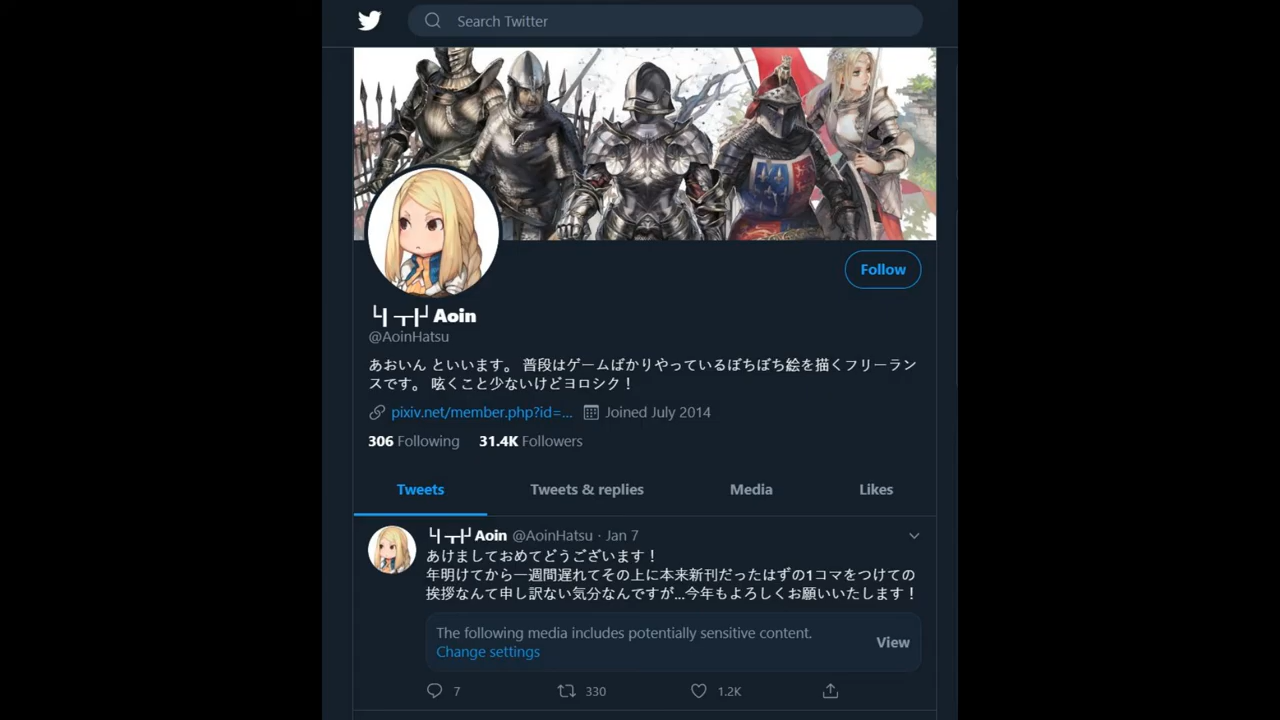 Search Twitter
Follow
Aoin
@AoinHatsu
あおいん といいます。 普段はゲームばかりやっているぼちぼち絵を描くフリーラン
スです。 呟くこと少ないけどヨロシク！
pixiv.net/member.php?id=... Joined July 2014
306 Following 31.4K Followers
Tweets Tweets & replies Media Likes
Aoin @AoinHatsu · Jan 7
あけましておめでどうございます！
年明けてから一週間遅れてその上に本来新刊だったはずの1コマをつけての
挨拶なんて申し訳ない気分なんですが...今年もよろしくお願いいたします！
The following media includes potentially sensitive content.
Change settings
View
7 330 1.2K